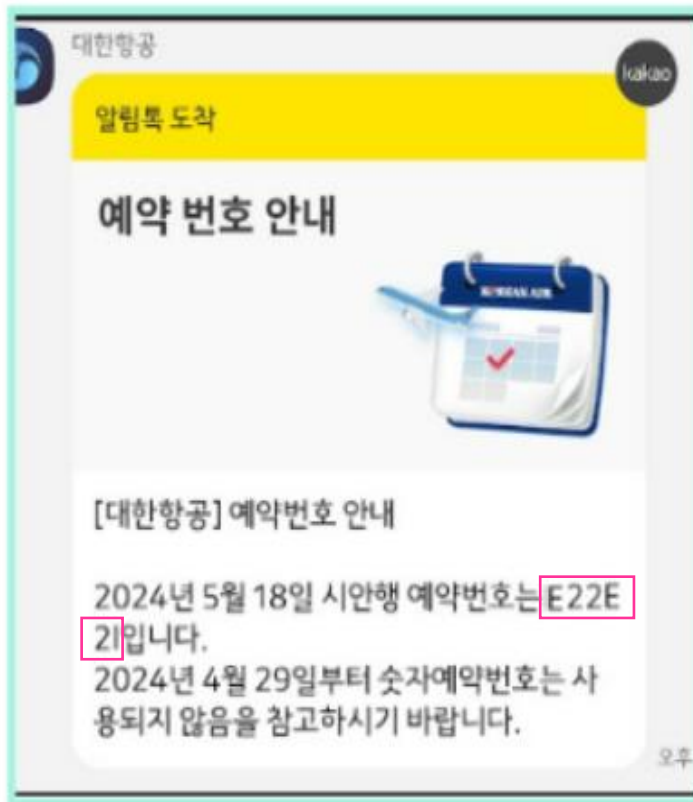 대한항공
kakao
알림톡 도착
예약 번호 안내
KOREAN AIR
[대한항공] 예약번호 안내
2024년 5월 18일 시안행 예약번호는 E22E
2I입니다.
2024년 4월 29일부터 숫자예약번호는 사
용되지 않음을 참고하시기 바랍니다.
오후